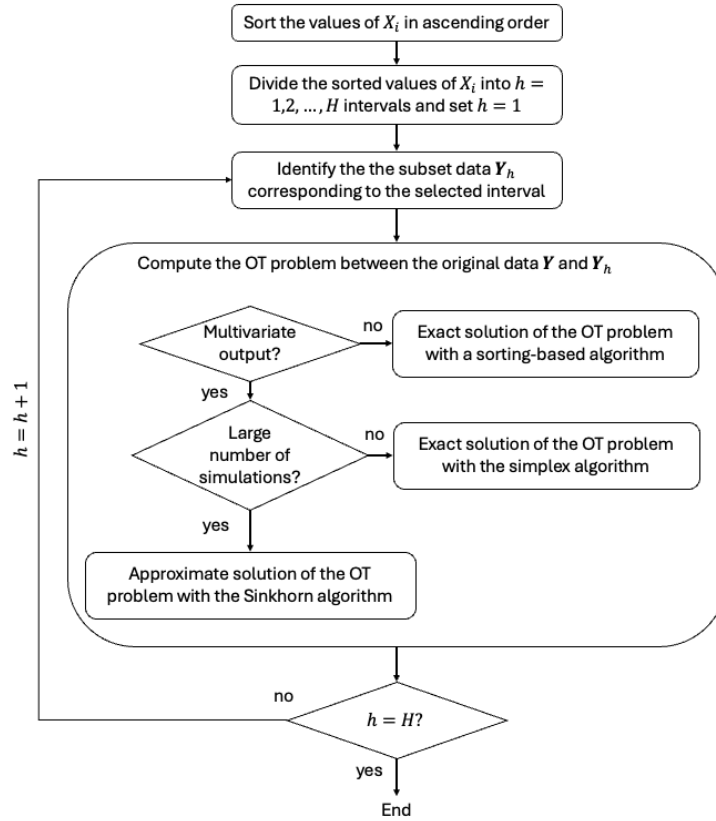 Sort the values of X_i in ascending order
Divide the sorted values of X_i into h =
1,2, … , H intervals and set h = 1
Identify the the subset data Y_h
corresponding to the selected interval
Compute the OT problem between the original data Y and Y_h
Multivariate
output?
no
Exact solution of the OT problem
with a sorting-based algorithm
yes
Large
number of
simulations?
no
Exact solution of the OT problem
with the simplex algorithm
h = h + 1
yes
Approximate solution of the OT
problem with the Sinkhorn algorithm
no
h = H?
yes
End